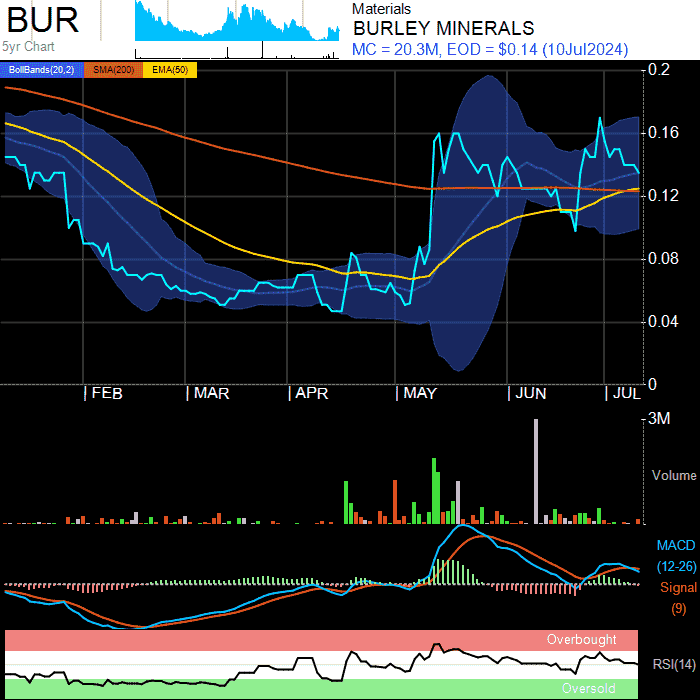 BUR
5yr Chart
Materials
BURLEY MINERALS
MC = 20.3M, EOD = $0.14 (10Jul2024)
BollBands(20,2) SMA(200) EMA(50)
0.2
0.16
0.12
0.08
0.04
0
FEB MAR APR MAY JUN JUL
3M
Volume
MACD
(12-26)
Signal
(9)
Overbought
RSI(14)
Oversold